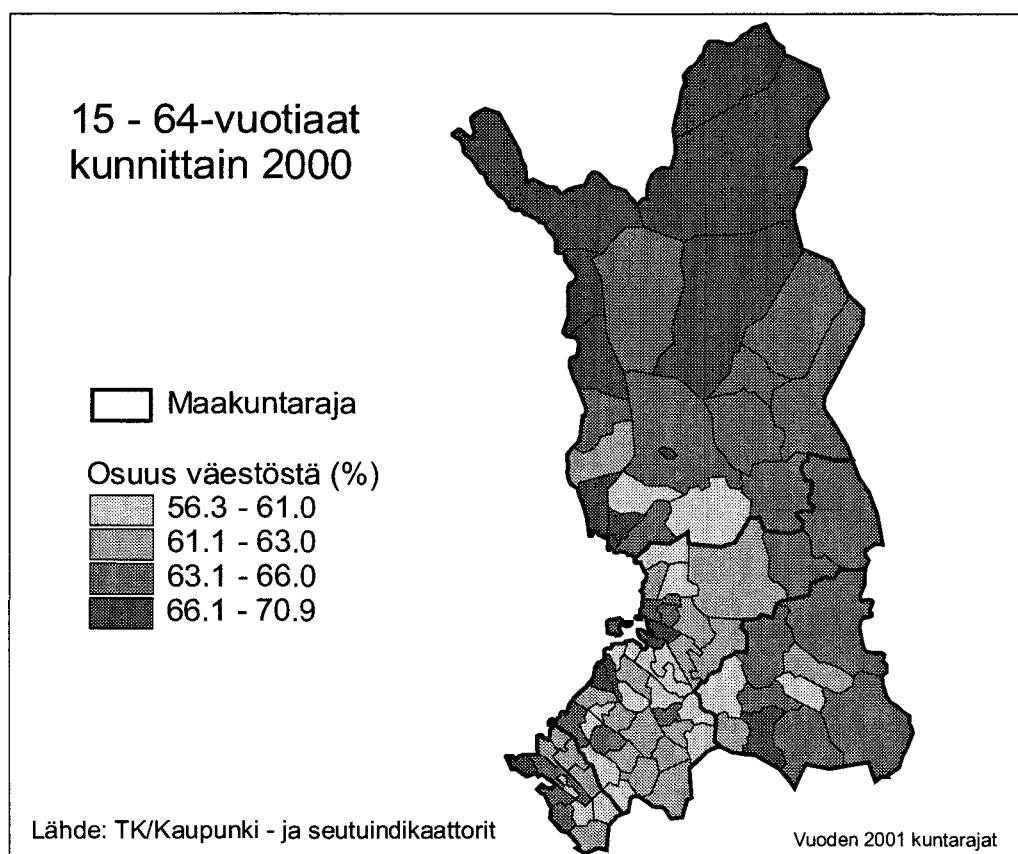 15 - 64-vuotiaat
kunnittain 2000
Maakuntaraja
Osuus väestöstä (%)
56.3 - 61.0
61.1 - 63.0
63.1 - 66.0
66.1 - 70.9
Lähde: TK/Kaupunki - ja seutuindikaattorit
Vuoden 2001 kuntarajat